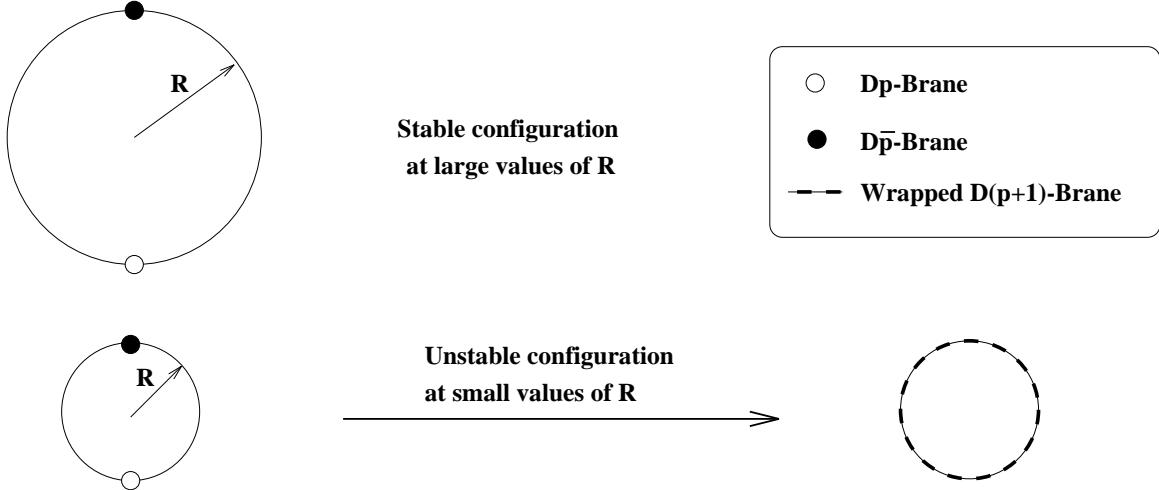 R
Stable configuration
at large values of R
Dp-Brane
Dp̅-Brane
Wrapped D(p+1)-Brane
R
Unstable configuration
at small values of R